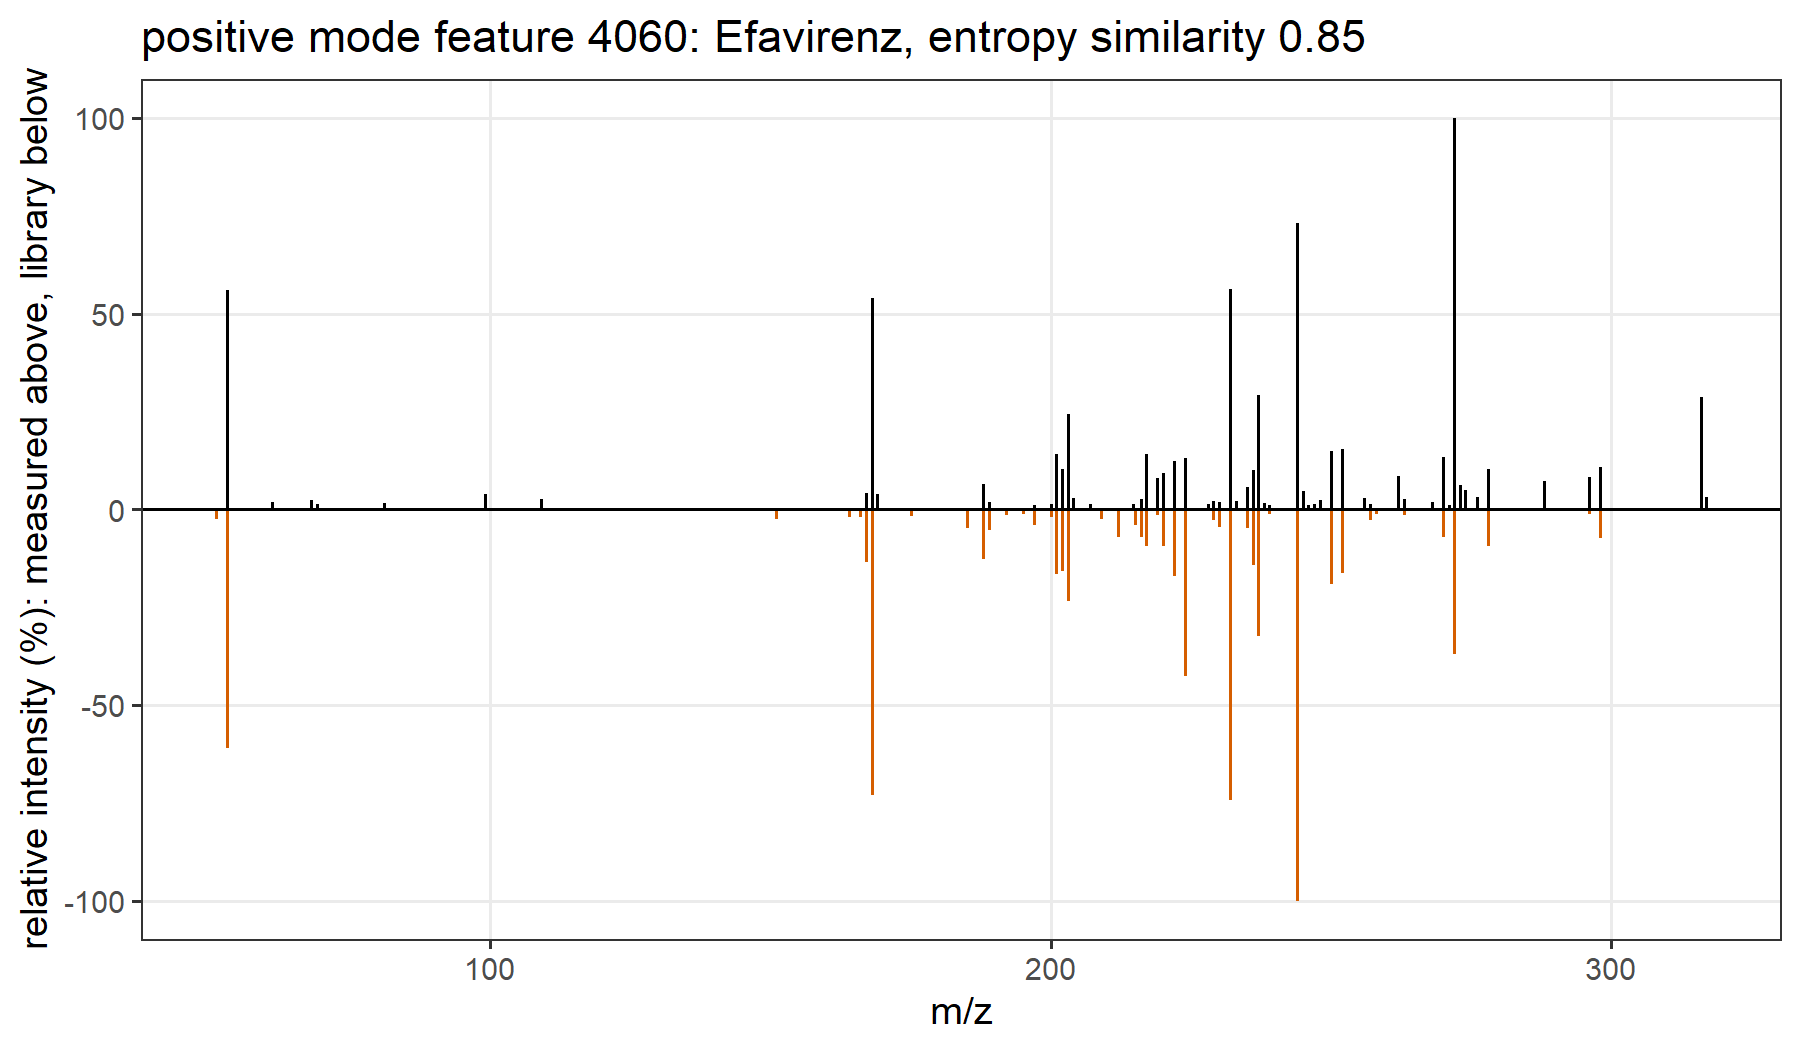 positive mode feature 4060: Efavirenz, entropy similarity 0.85
relative intensity (%): measured above, library below
100
50
0
-50
-100
100
200
300
m/z